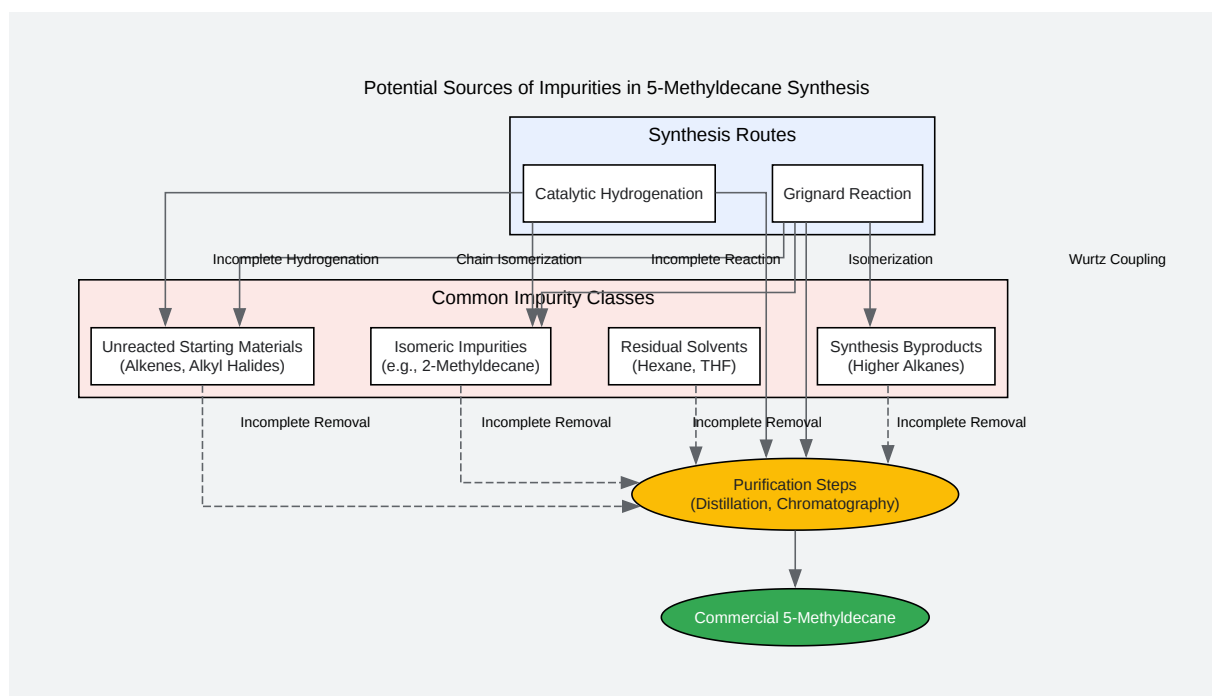 Potential Sources of Impurities in 5-Methyldecane Synthesis
Synthesis Routes
Catalytic Hydrogenation
Grignard Reaction
Incomplete Hydrogenation
Chain Isomerization
Incomplete Reaction
Isomerization
Wurtz Coupling
Common Impurity Classes
Unreacted Starting Materials
(Alkenes, Alkyl Halides)
Isomeric Impurities
(e.g., 2-Methyldecane)
Residual Solvents
(Hexane, THF)
Synthesis Byproducts
(Higher Alkanes)
Incomplete Removal
Incomplete Removal
Incomplete Removal
Incomplete Removal
Purification Steps
(Distillation, Chromatography)
Commercial 5-Methyldecane